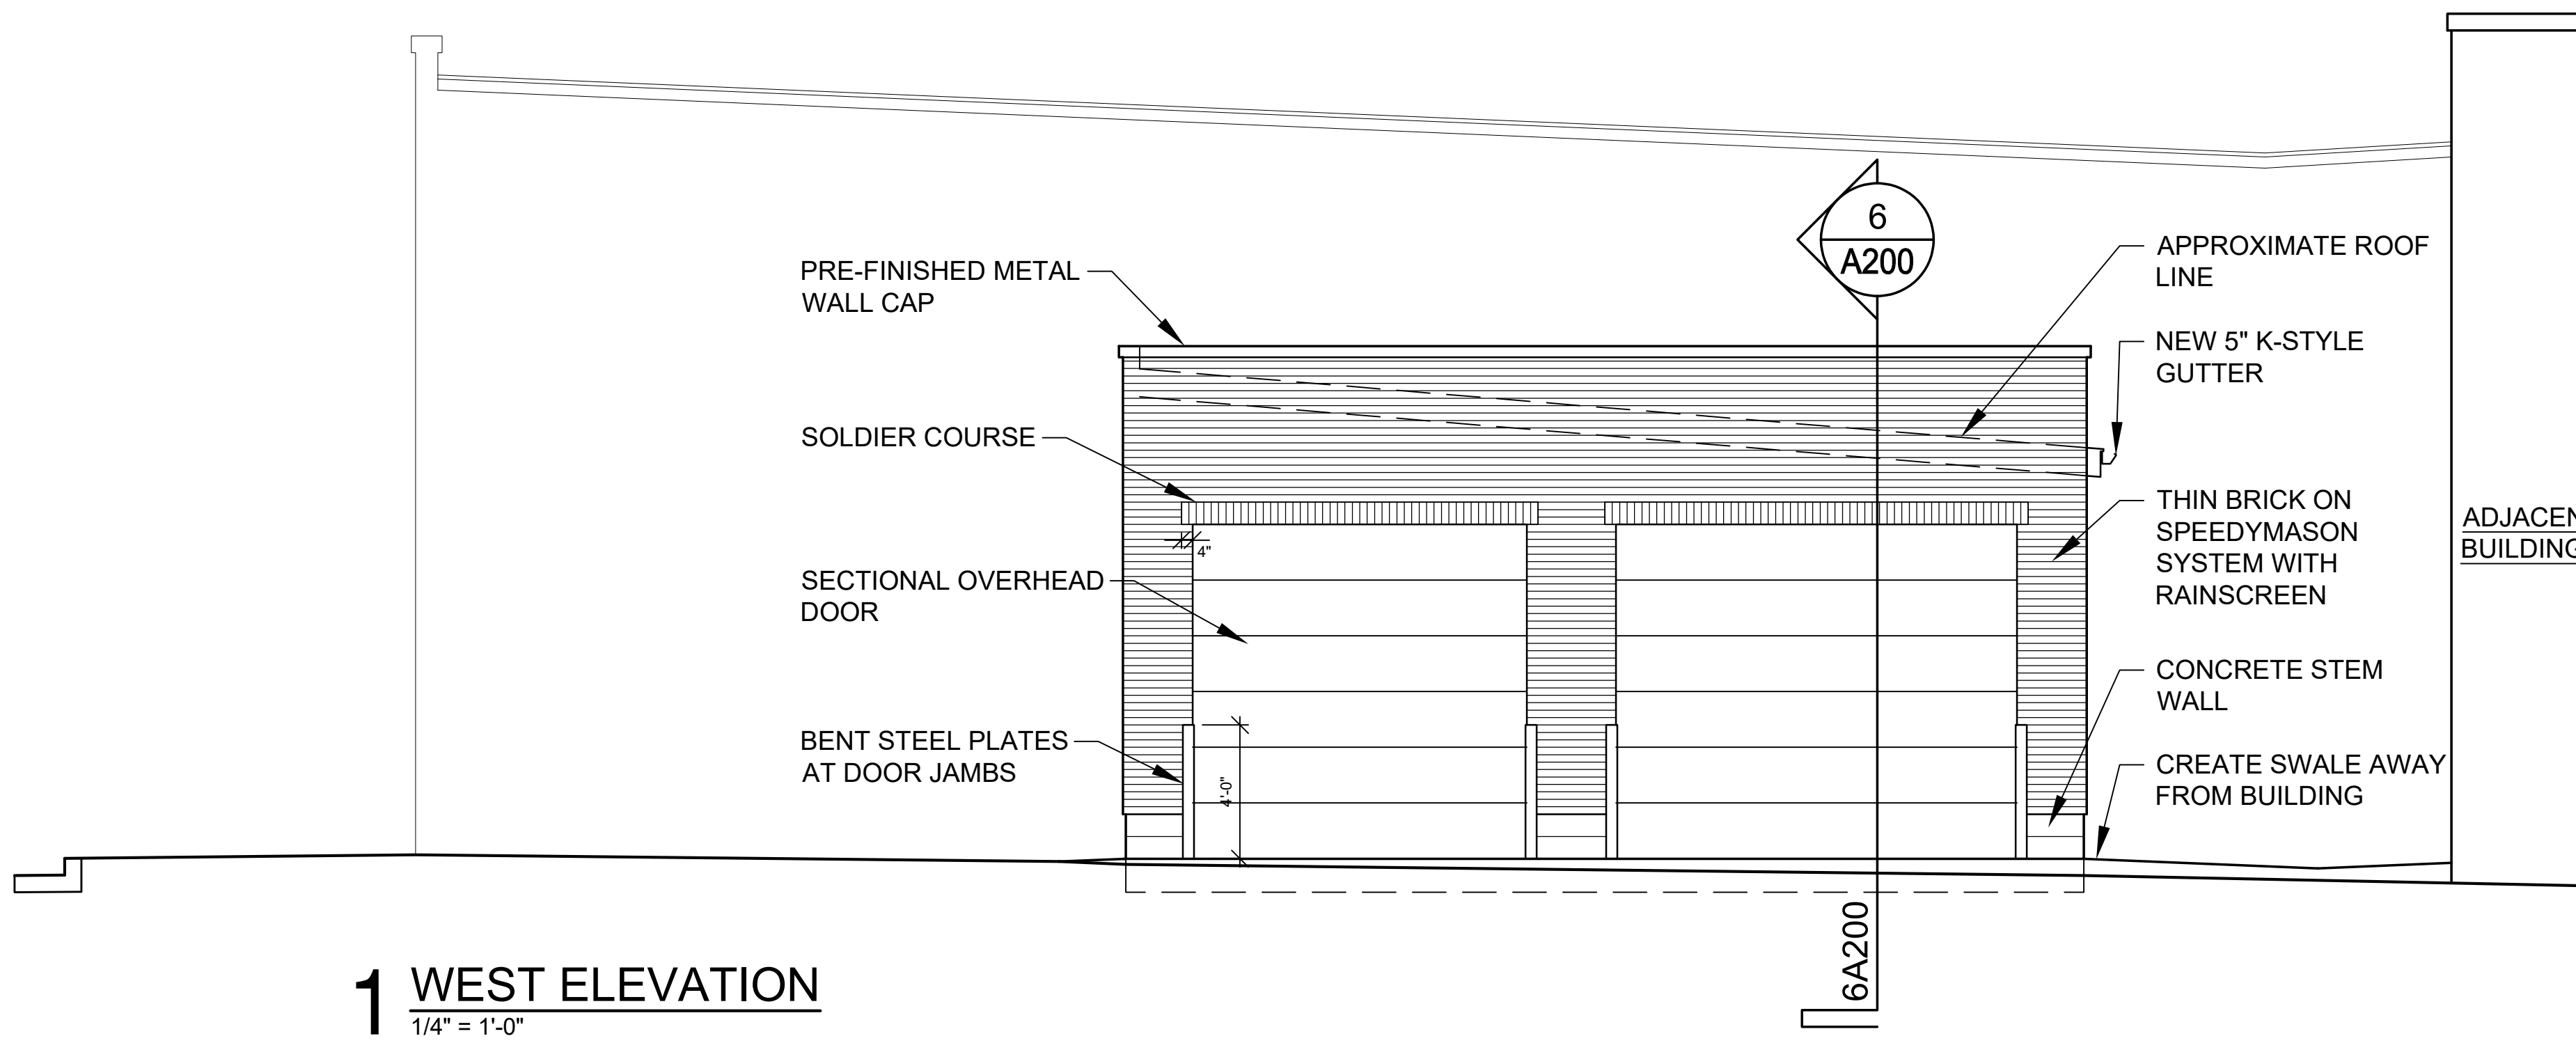 6
A200
PRE-FINISHED METAL
WALL CAP
APPROXIMATE ROOF
LINE
NEW 5" K-STYLE
GUTTER
SOLDIER COURSE
THIN BRICK ON
SPEEDYMASON
SYSTEM WITH
RAINSCREEN
ADJACEN
BUILDING
4"
SECTIONAL OVERHEAD
DOOR
CONCRETE STEM
WALL
BENT STEEL PLATES
AT DOOR JAMBS
4'-0"
CREATE SWALE AWAY
FROM BUILDING
6A200
1 WEST ELEVATION
1/4" = 1'-0"